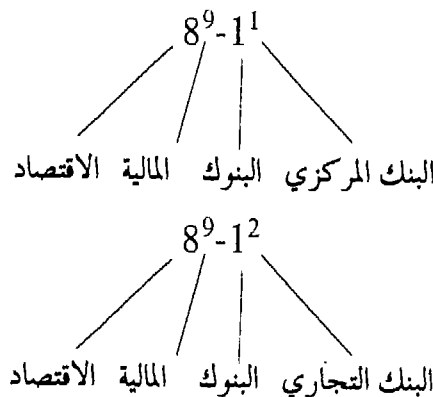 8⁹-1¹
البنك المركزي البنوك المالية الاقتصاد
8⁹-1²
البنك التجاري البنوك المالية الاقتصاد